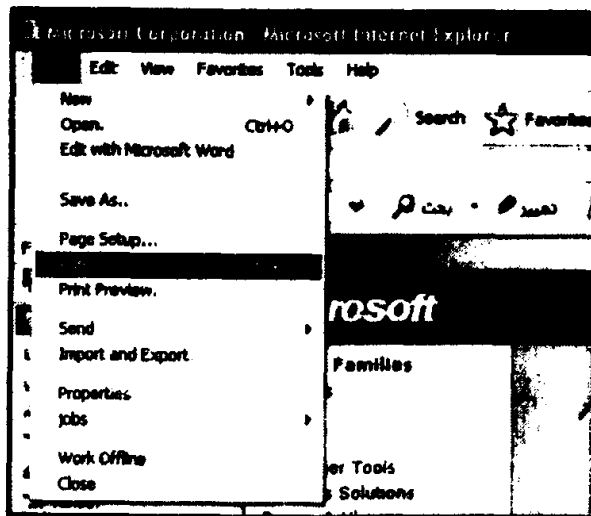 Microsoft Corporation Microsoft Internet Explorer
Edit View Favorites Tools Help
New
Open. Ctrl+O
Edit with Microsoft Word
Save As..
Page Setup...
Print Preview.
Send
Import and Export
Properties
jobs
Work Offline
Close
Search Favorites
بحث تمييز
rosoft
Families
er Tools
Solutions